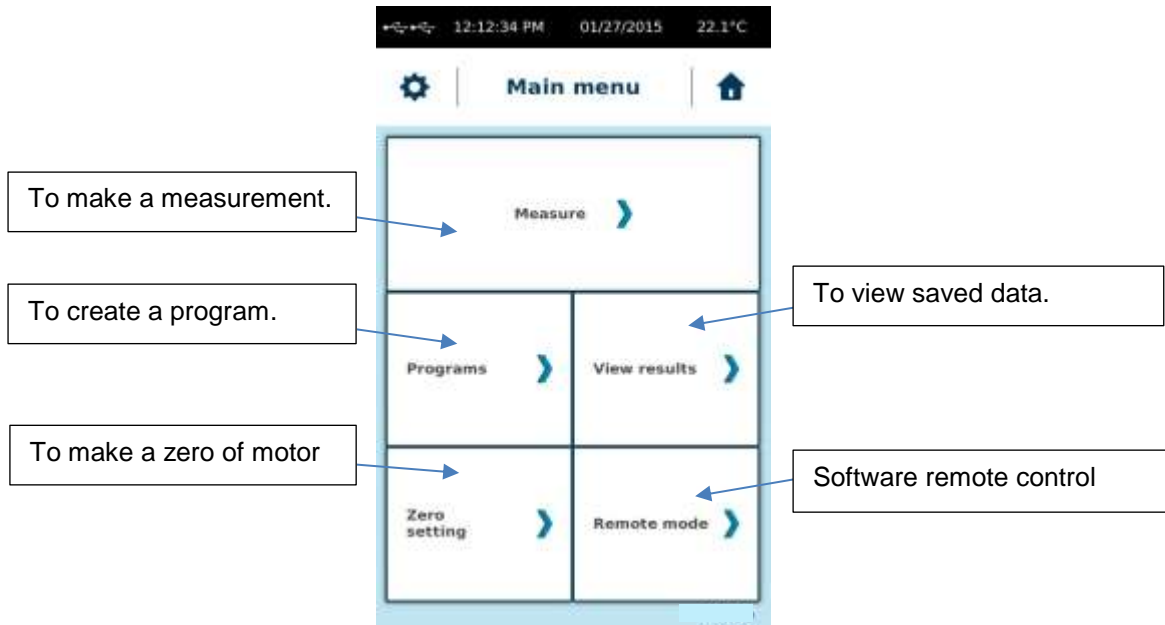 12:12:34 PM 01/27/2015 22.1°C
Main menu
To make a measurement.
Measure
To create a program.
To view saved data.
Programs
View results
To make a zero of motor
Software remote control
Zero
setting
Remote mode